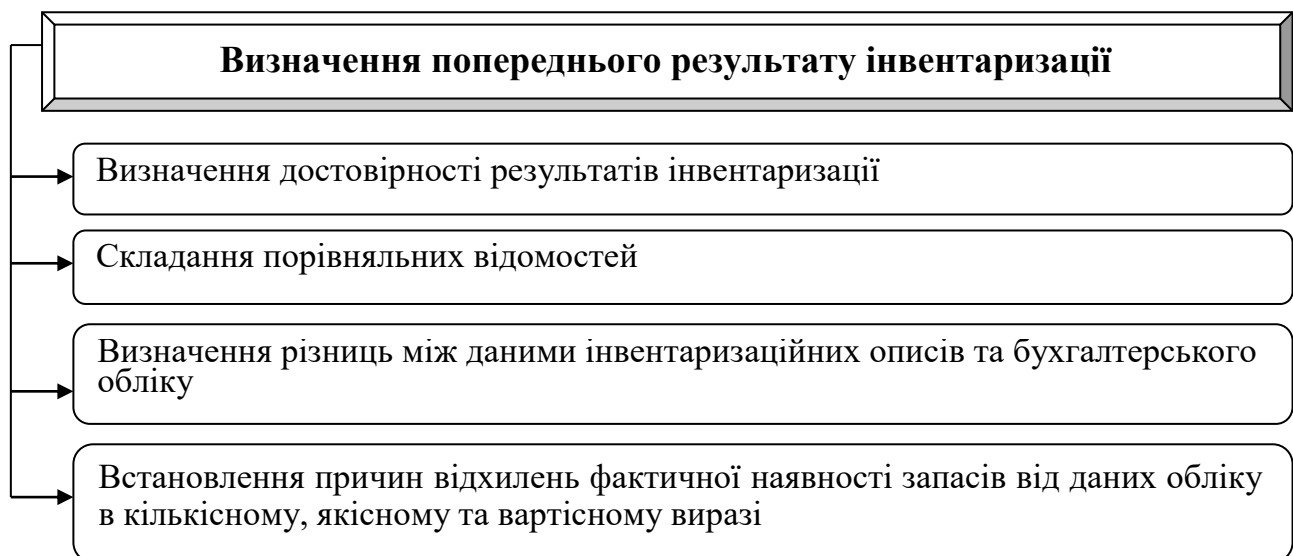 Визначення попереднього результату інвентаризації
Визначення достовірності результатів інвентаризації
Складання порівняльних відомостей
Визначення різниць між даними інвентаризаційних описів та бухгалтерського
обліку
Встановлення причин відхилень фактичної наявності запасів від даних обліку
в кількісному, якісному та вартісному виразі